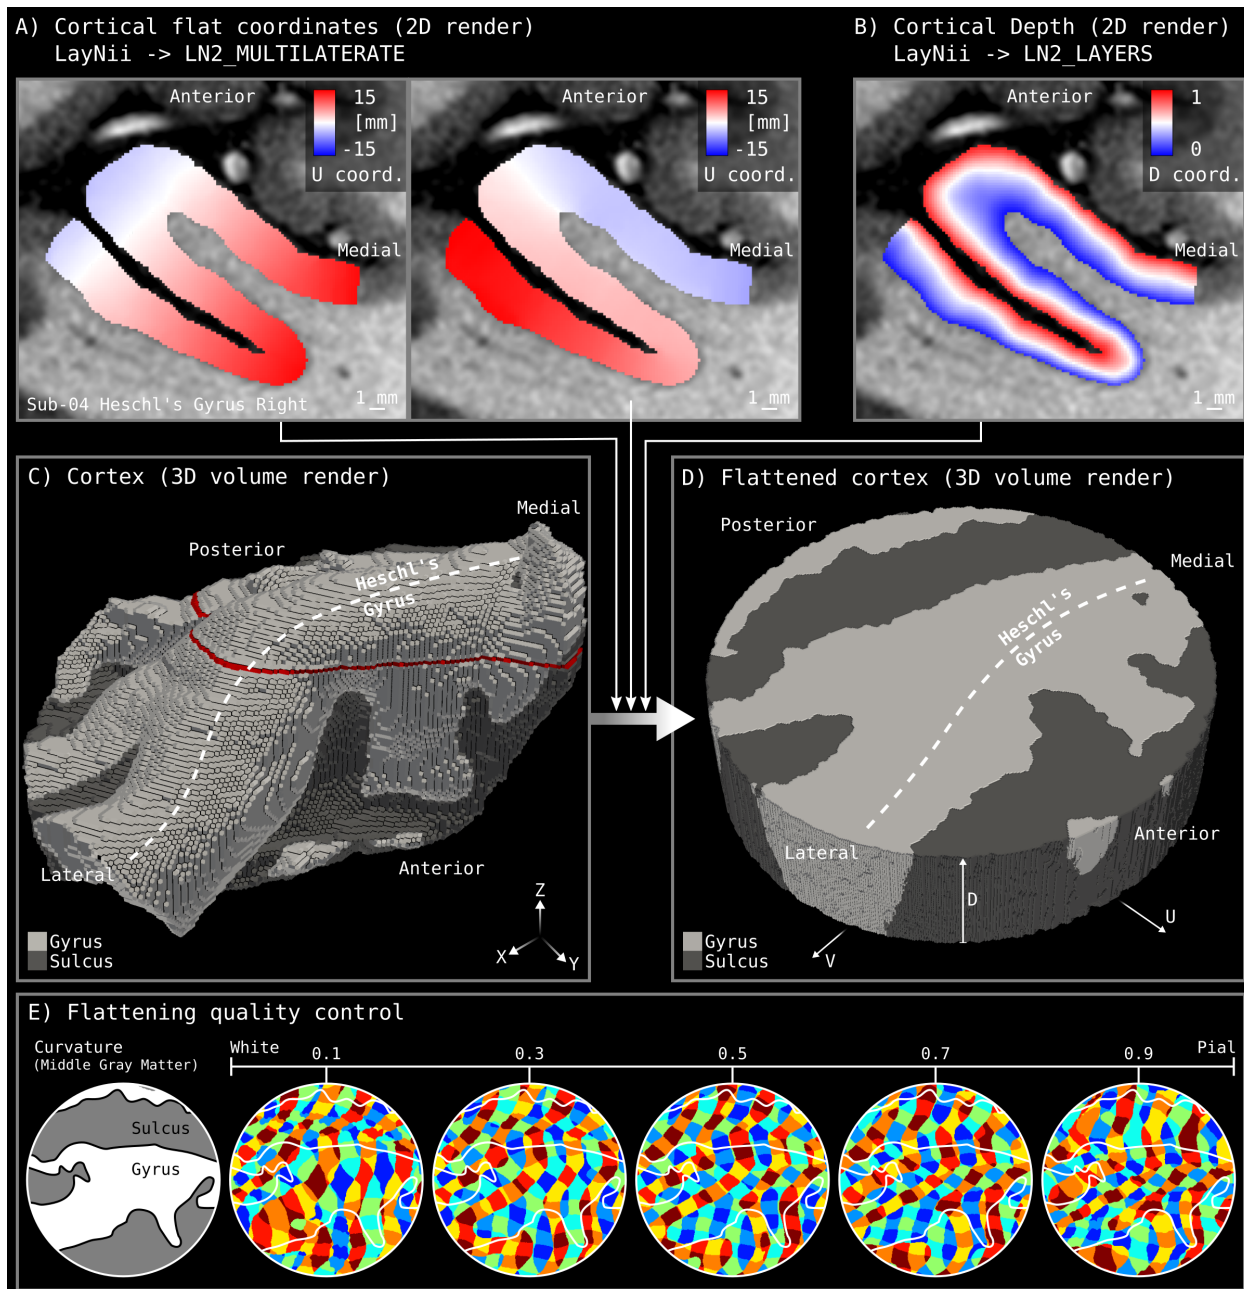 A) Cortical flat coordinates (2D render)
LayNii -> LN2_MULTILATERATE
B) Cortical Depth (2D render)
LayNii -> LN2_LAYERS
Anterior
15
[mm]
-15
U coord.
Medial
Sub-04 Heschl's Gyrus Right
1 mm
Anterior
15
[mm]
-15
U coord.
Medial
1 mm
Anterior
1
0
D coord.
Medial
1 mm
C) Cortex (3D volume render)
Medial
Posterior
Heschl's
Gyrus
Lateral
Anterior
Z
X
Y
Gyrus
Sulcus
D) Flattened cortex (3D volume render)
Posterior
Medial
Heschl's
Gyrus
Lateral
Anterior
D
U
V
Gyrus
Sulcus
E) Flattening quality control
Curvature
(Middle Gray Matter)
White
0.1
0.3
0.5
0.7
0.9
Pial
Sulcus
Gyrus